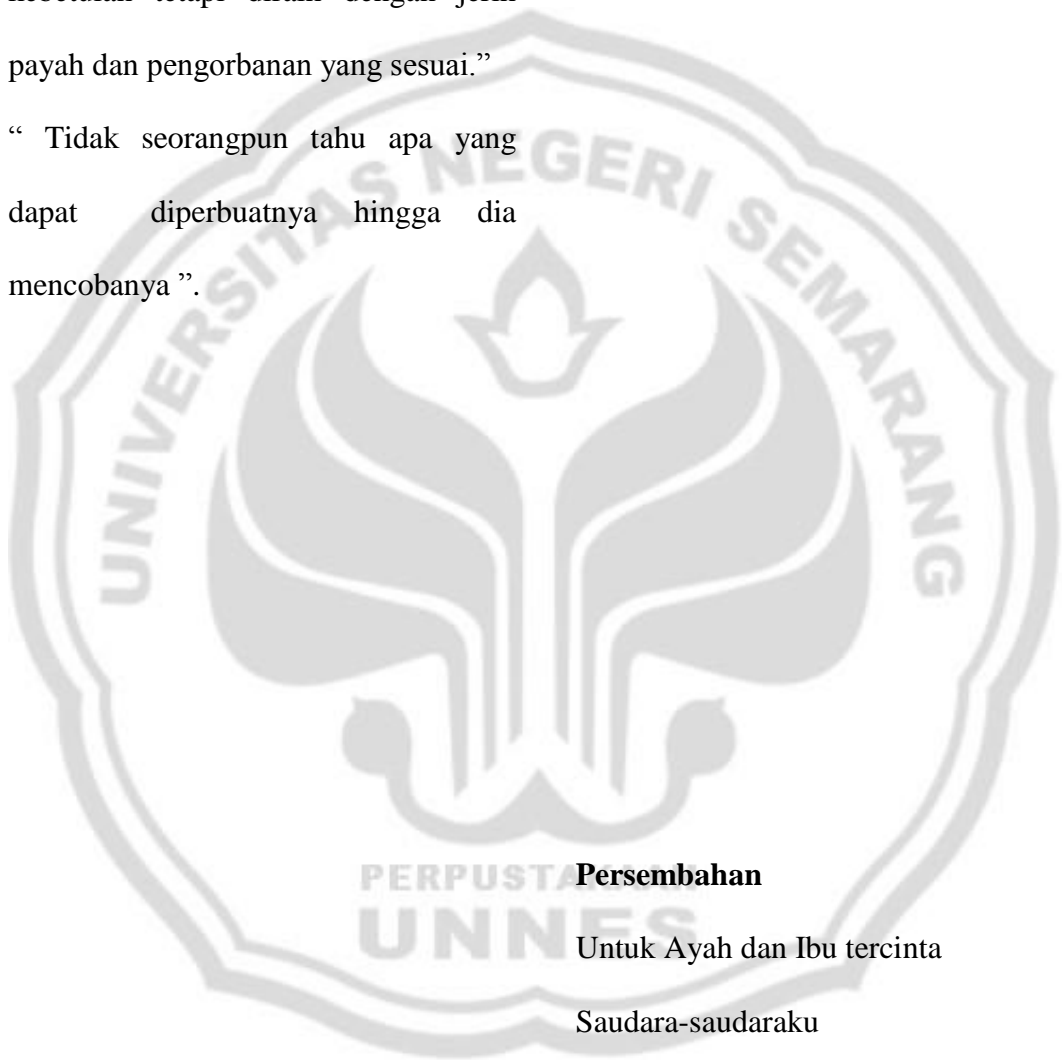 payah dan pengorbanan yang sesuai.”
“ Tidak seorangpun tahu apa yang
dapat diperbuatnya hingga dia
mencobanya ”.
UNIVERSITAS NEGERI SEMARANG
PERPUSTAKAAN
UNNES
Persembahan
Untuk Ayah dan Ibu tercinta
Saudara-saudaraku